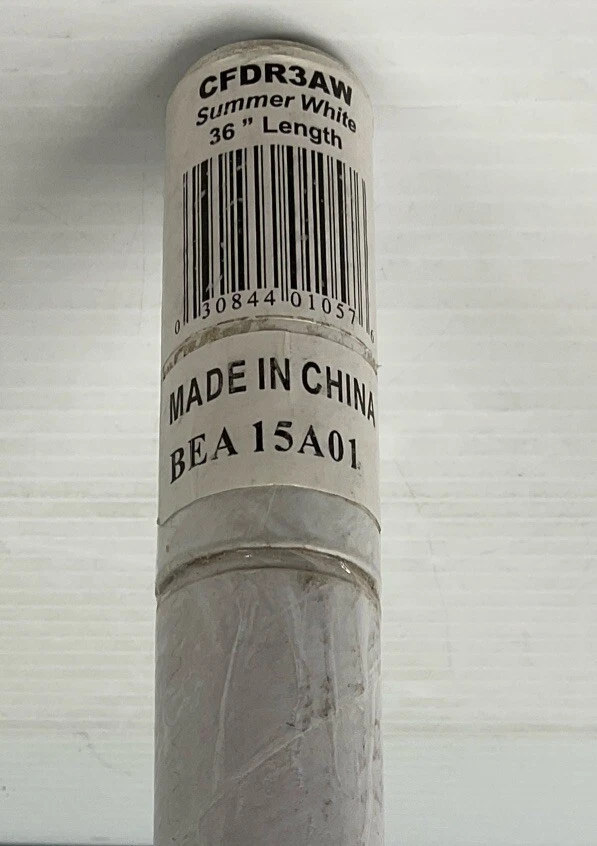 CFDR3AW
Summer White
36 " Length
0 30844 01057 6
MADE IN CHINA
BEA 15A01